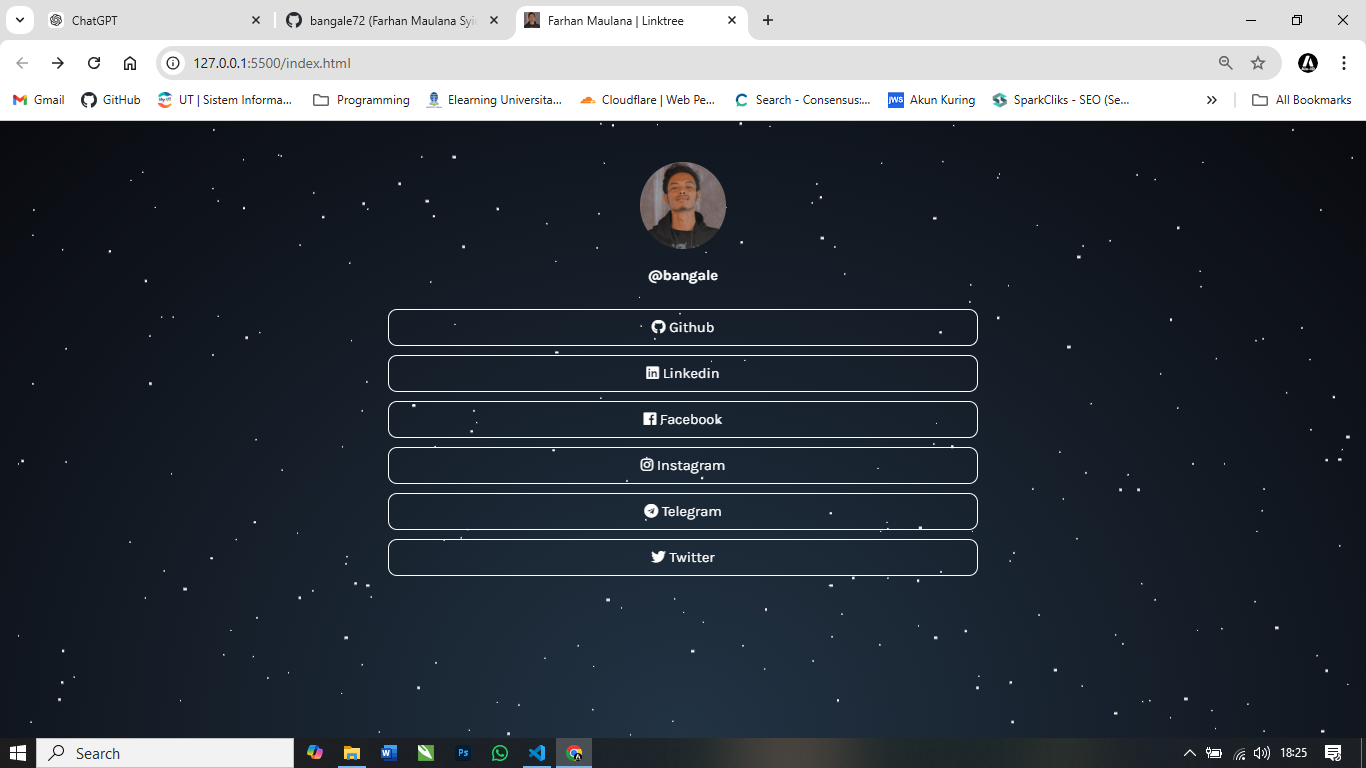 ChatGPT
bangale72 (Farhan Maulana Syi
Farhan Maulana | Linktree
127.0.0.1:5500/index.html
Gmail
GitHub
UT | Sistem Informa...
Programming
Elearning Universita...
Cloudflare | Web Pe...
Search - Consensus:...
JWS
Akun Kuring
SparkCliks - SEO (Se...
All Bookmarks
@bangale
Github
Linkedin
Facebook
Instagram
Telegram
Twitter
Search
18:25